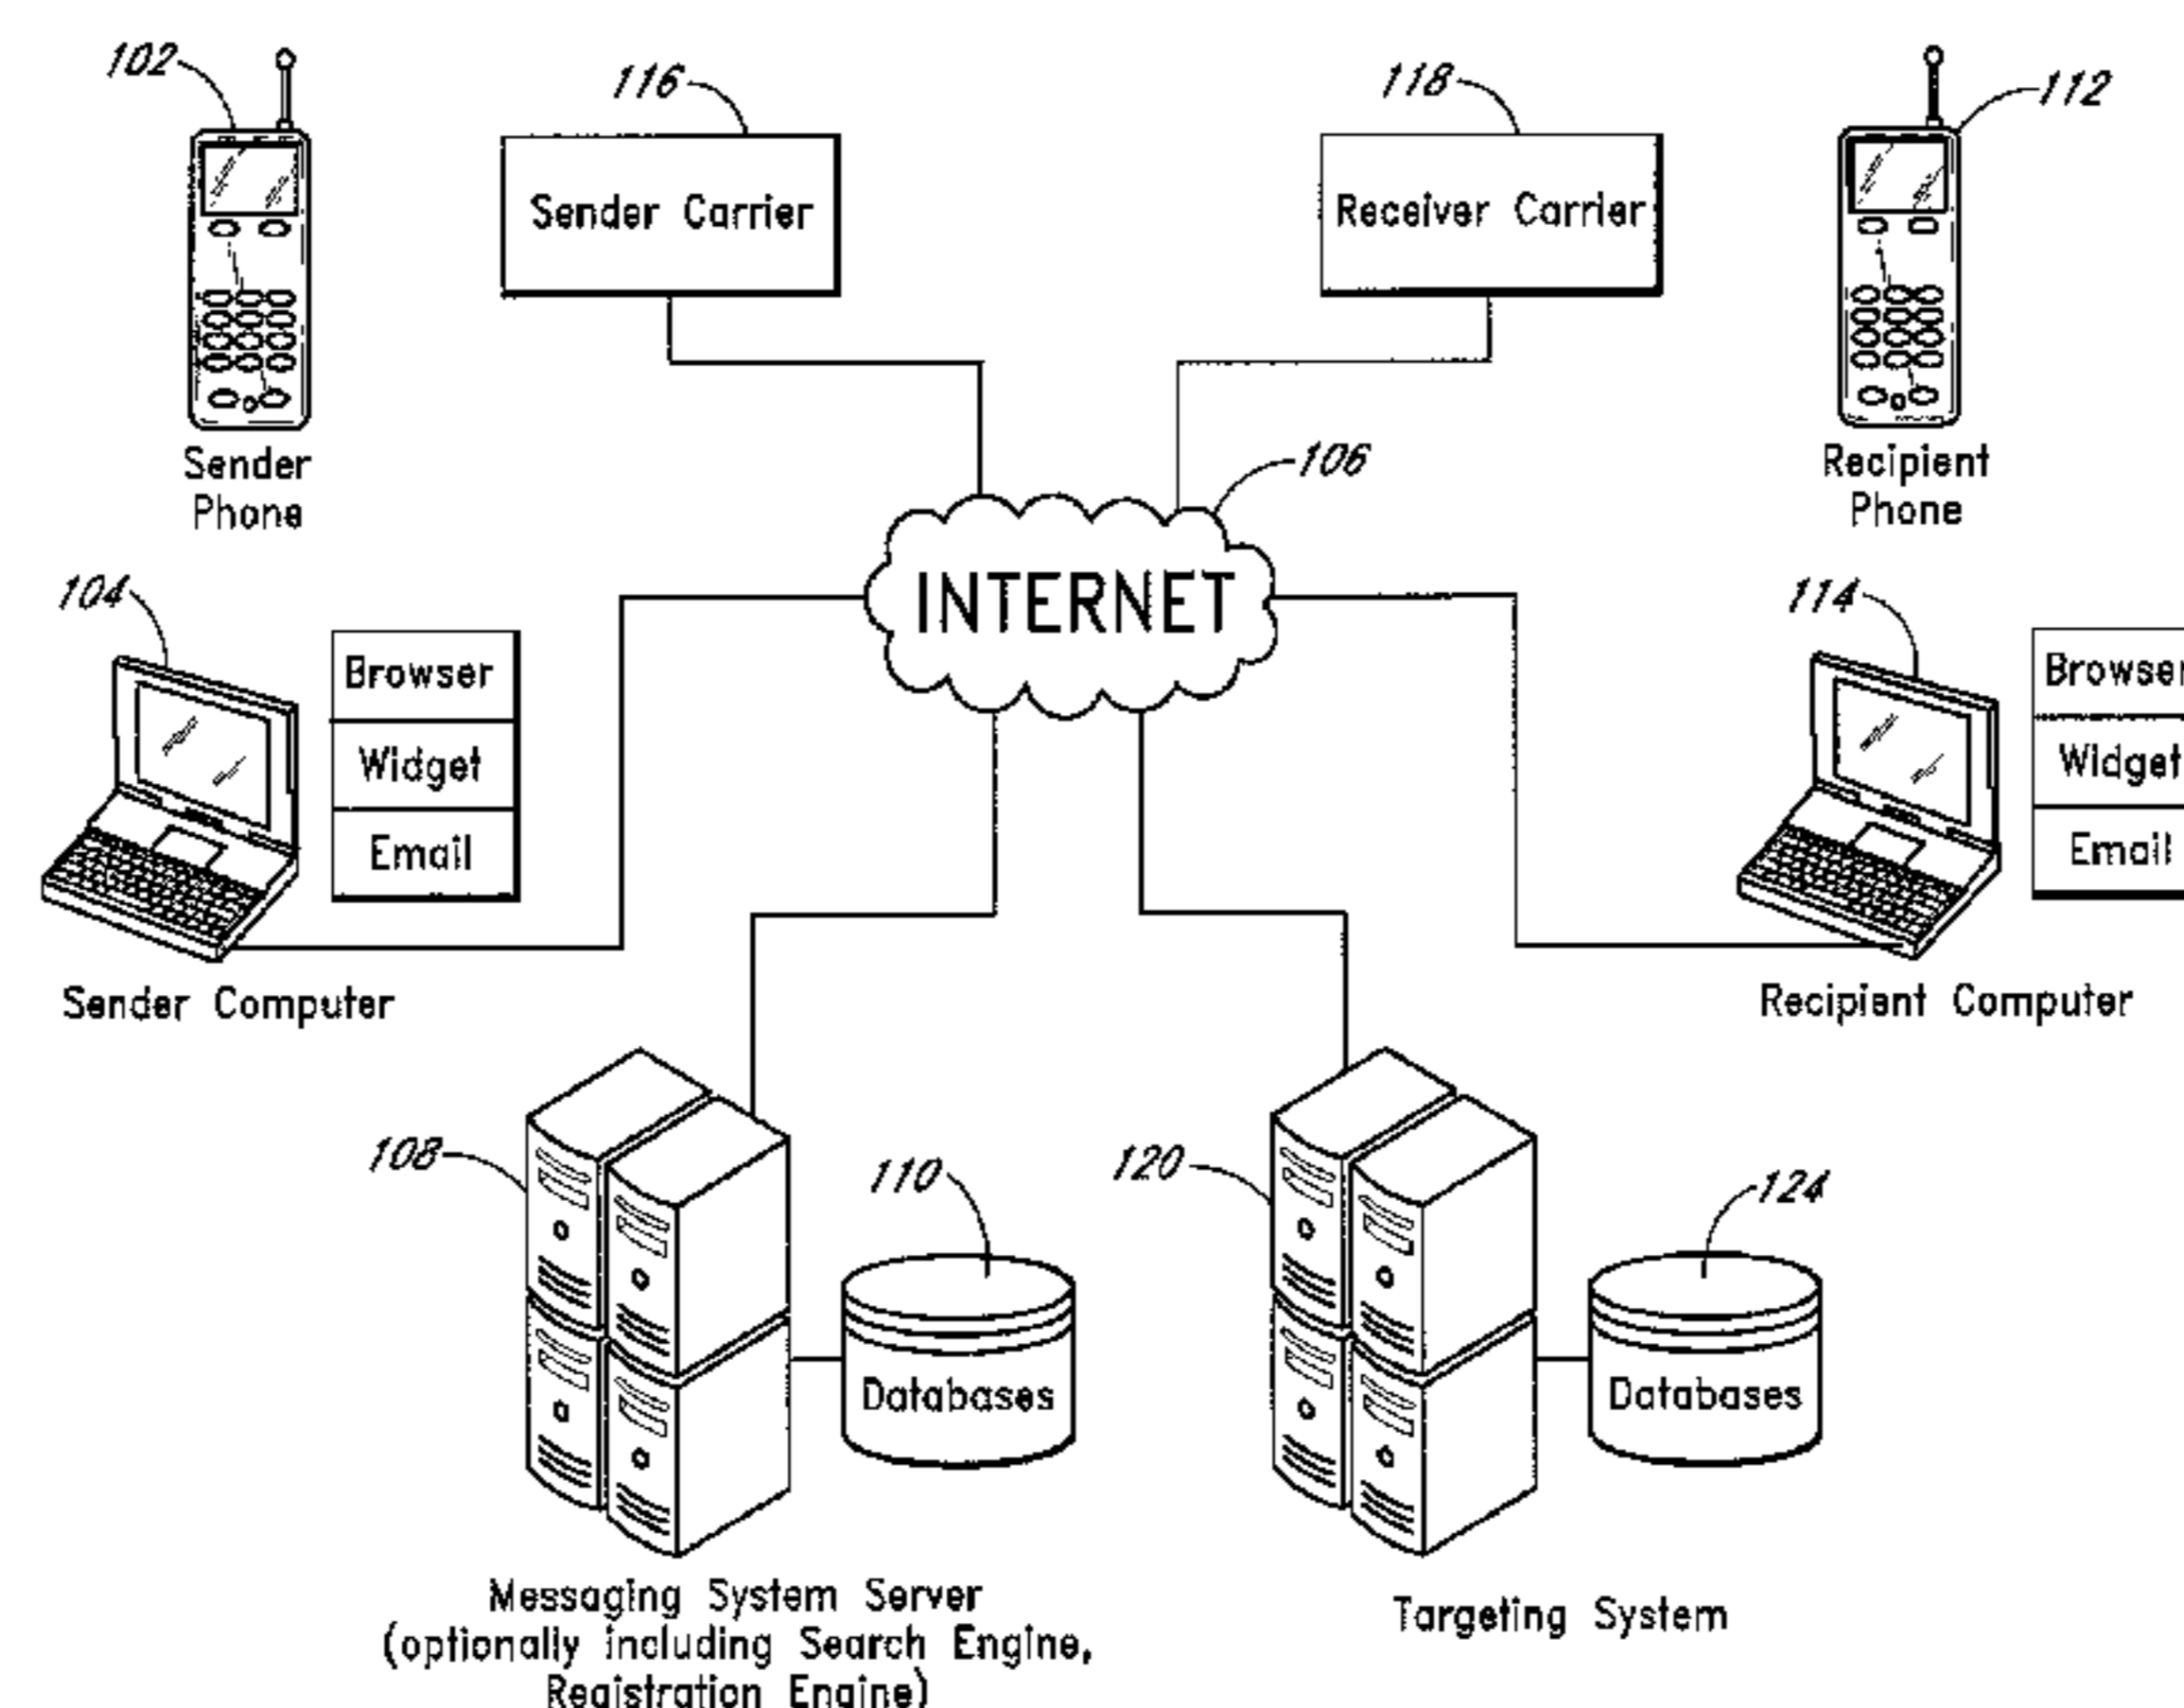 102
116
118
112
Sender Carrier
Receiver Carrier
Sender
Phone
Recipient
Phone
106
INTERNET
104
Browser
Widget
Email
114
Browser
Widget
Email
Sender Computer
Recipient Computer
108
110
120
124
Databases
Databases
Messaging System Server
(optionally including Search Engine,
Registration Engine)
Targeting System